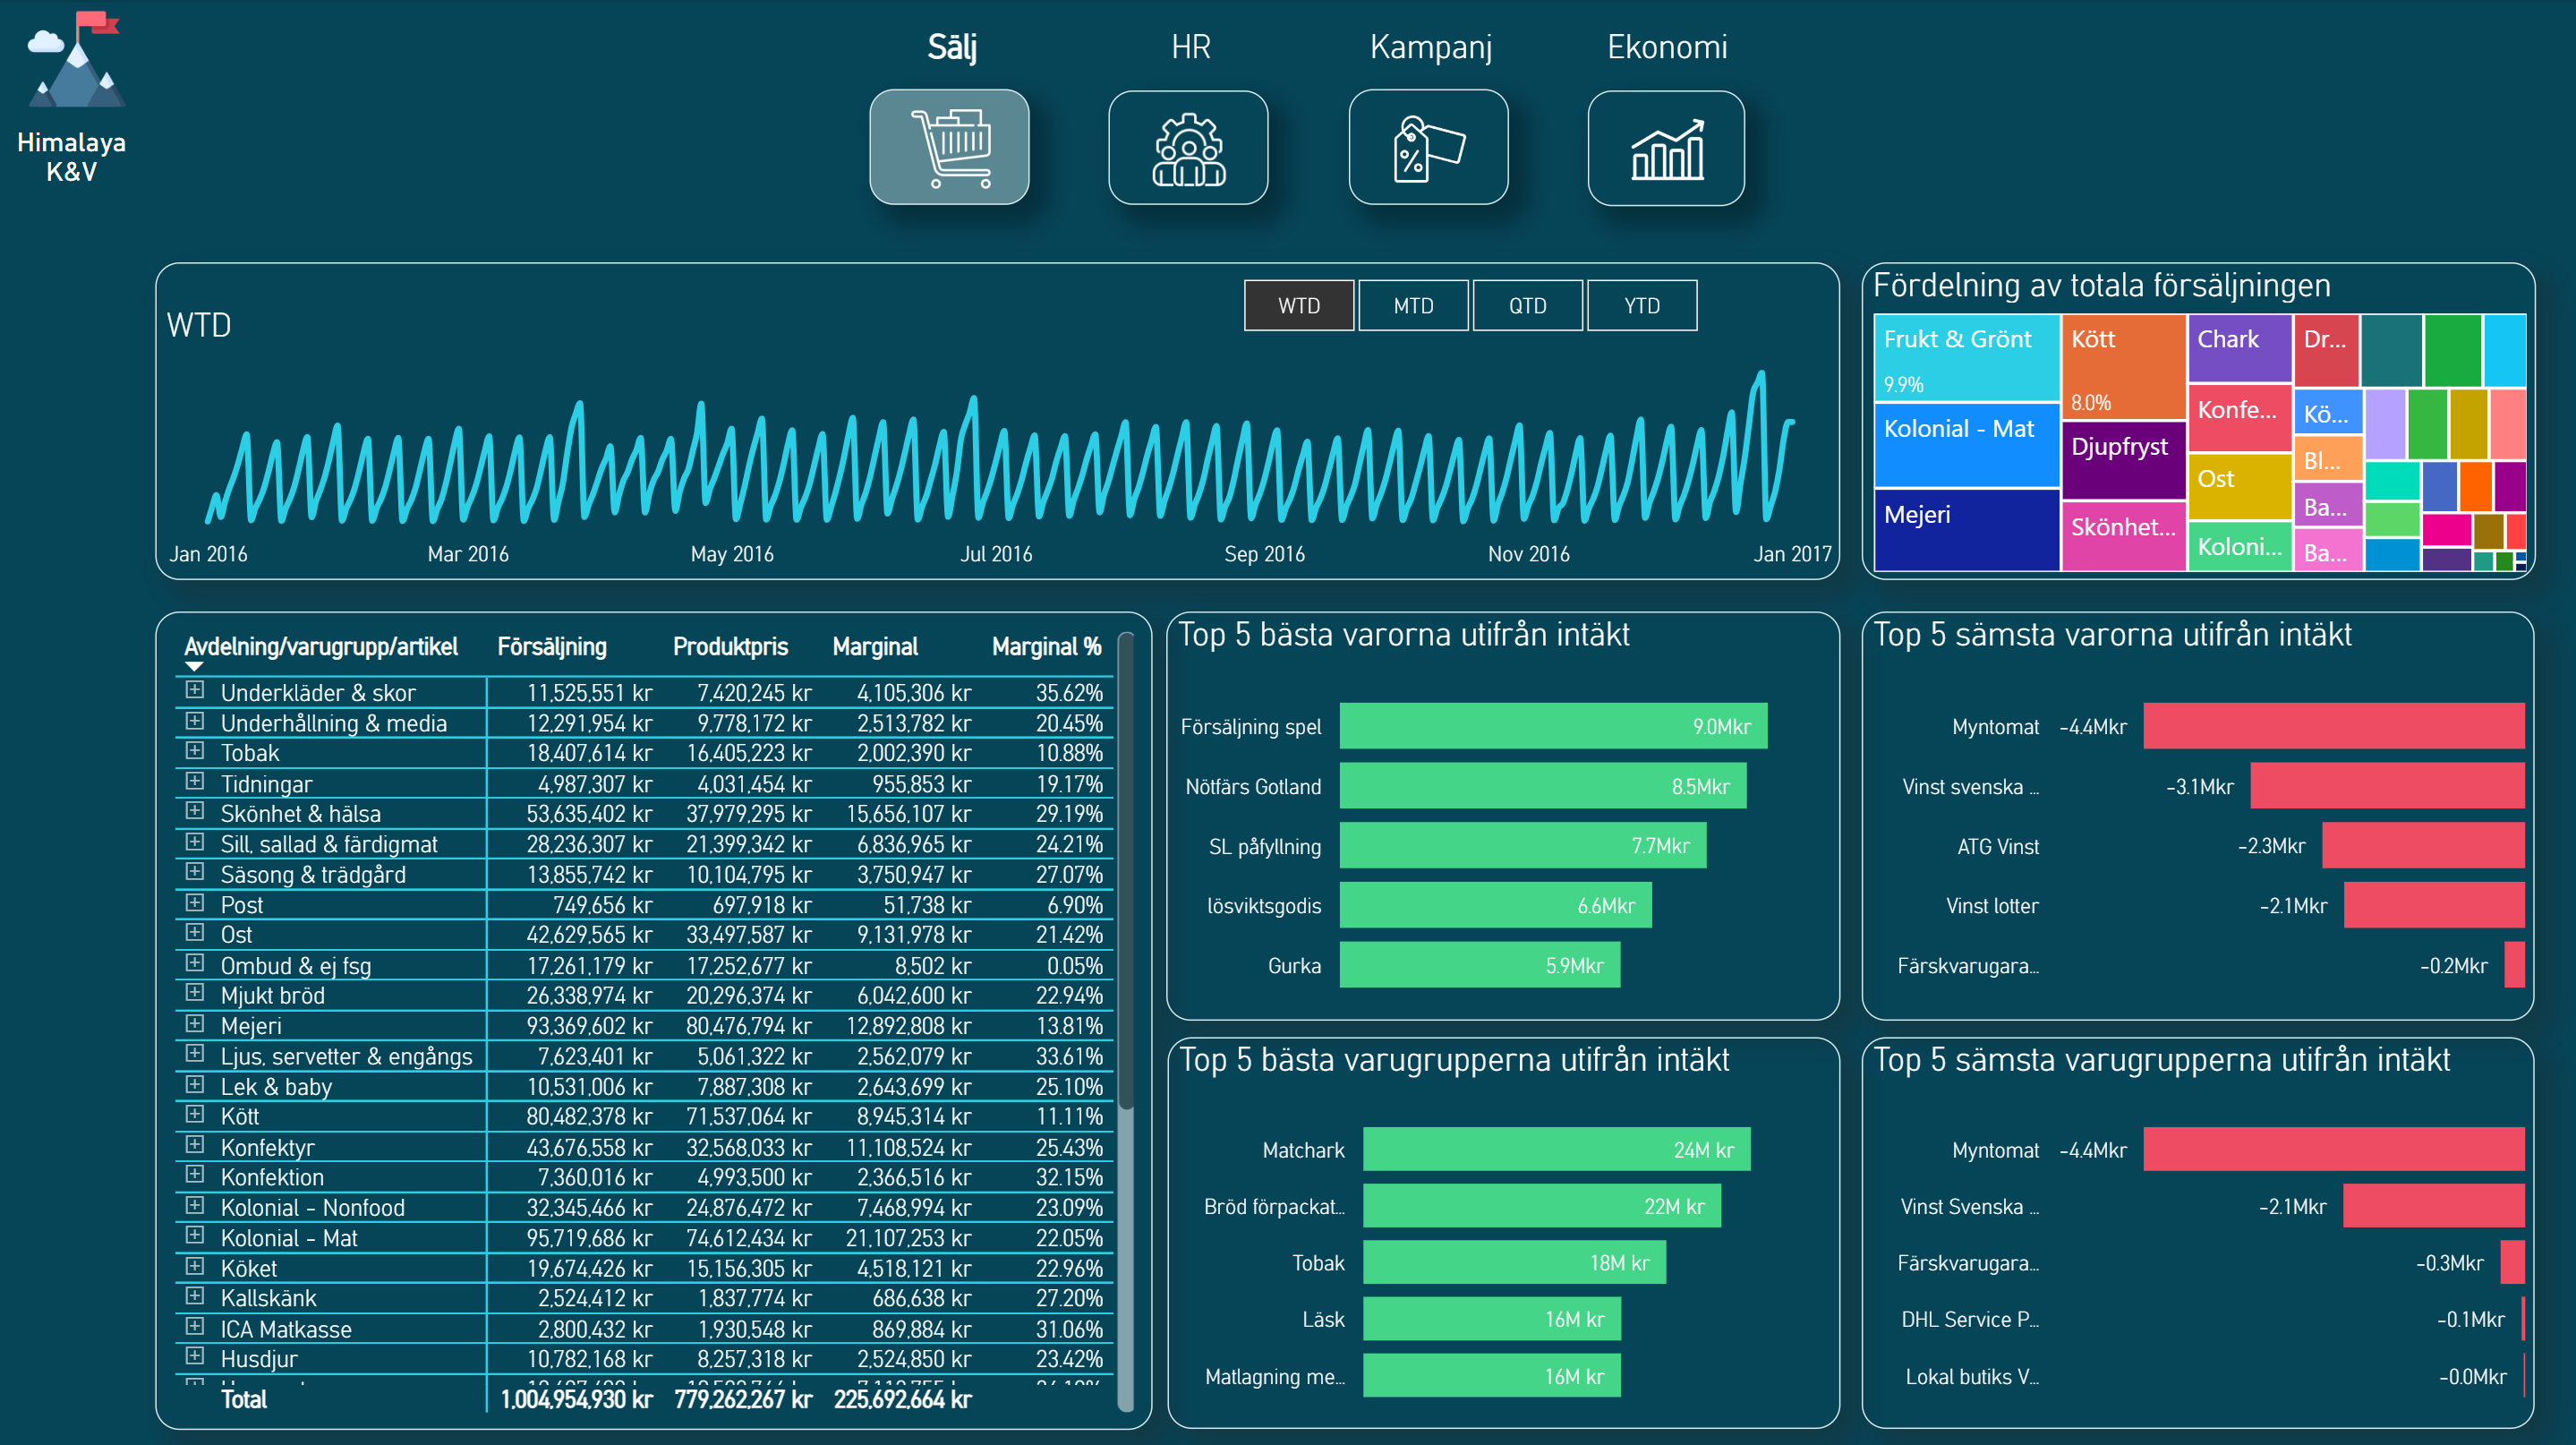 Himalaya
K&V
Sälj
HR
Kampanj
Ekonomi
WTD
WTD
MTD
QTD
YTD
Jan 2016
Mar 2016
May 2016
Jul 2016
Sep 2016
Nov 2016
Jan 2017
Fördelning av totala försäljningen
Frukt & Grönt
9.9%
Kolonial - Mat
Mejeri
Kött
8.0%
Djupfryst
Skönhet...
Chark
Konfe...
Ost
Koloni...
Dr...
Kö...
Bl...
Ba...
Ba...
Avdelning/varugrupp/artikel Försäljning Produktpris Marginal Marginal %
Underkläder & skor 11,525,551 kr 7,420,245 kr 4,105,306 kr 35.62%
Underhållning & media 12,291,954 kr 9,778,172 kr 2,513,782 kr 20.45%
Tobak 18,407,614 kr 16,405,223 kr 2,002,390 kr 10.88%
Tidningar 4,987,307 kr 4,031,454 kr 955,853 kr 19.17%
Skönhet & hälsa 53,635,402 kr 37,979,295 kr 15,656,107 kr 29.19%
Sill, sallad & färdigmat 28,236,307 kr 21,399,342 kr 6,836,965 kr 24.21%
Säsong & trädgård 13,855,742 kr 10,104,795 kr 3,750,947 kr 27.07%
Post 749,656 kr 697,918 kr 51,738 kr 6.90%
Ost 42,629,565 kr 33,497,587 kr 9,131,978 kr 21.42%
Ombud & ej fsg 17,261,179 kr 17,252,677 kr 8,502 kr 0.05%
Mjukt bröd 26,338,974 kr 20,296,374 kr 6,042,600 kr 22.94%
Mejeri 93,369,602 kr 80,476,794 kr 12,892,808 kr 13.81%
Ljus, servetter & engångs 7,623,401 kr 5,061,322 kr 2,562,079 kr 33.61%
Lek & baby 10,531,006 kr 7,887,308 kr 2,643,699 kr 25.10%
Kött 80,482,378 kr 71,537,064 kr 8,945,314 kr 11.11%
Konfektyr 43,676,558 kr 32,568,033 kr 11,108,524 kr 25.43%
Konfektion 7,360,016 kr 4,993,500 kr 2,366,516 kr 32.15%
Kolonial - Nonfood 32,345,466 kr 24,876,472 kr 7,468,994 kr 23.09%
Kolonial - Mat 95,719,686 kr 74,612,434 kr 21,107,253 kr 22.05%
Köket 19,674,426 kr 15,156,305 kr 4,518,121 kr 22.96%
Kallskänk 2,524,412 kr 1,837,774 kr 686,638 kr 27.20%
ICA Matkasse 2,800,432 kr 1,930,548 kr 869,884 kr 31.06%
Husdjur 10,782,168 kr 8,257,318 kr 2,524,850 kr 23.42%
Total 1,004,954,930 kr 779,262,267 kr 225,692,664 kr
Top 5 bästa varorna utifrån intäkt
Försäljning spel 9.0Mkr
Nötfärs Gotland 8.5Mkr
SL påfyllning 7.7Mkr
lösviktsgodis 6.6Mkr
Gurka 5.9Mkr
Top 5 sämsta varorna utifrån intäkt
Myntomat -4.4Mkr
Vinst svenska ... -3.1Mkr
ATG Vinst -2.3Mkr
Vinst lotter -2.1Mkr
Färskvarugara... -0.2Mkr
Top 5 bästa varugrupperna utifrån intäkt
Matchark 24M kr
Bröd förpackat... 22M kr
Tobak 18M kr
Läsk 16M kr
Matlagning me... 16M kr
Top 5 sämsta varugrupperna utifrån intäkt
Myntomat -4.4Mkr
Vinst Svenska ... -2.1Mkr
Färskvarugara... -0.3Mkr
DHL Service P... -0.1Mkr
Lokal butiks V... -0.0Mkr